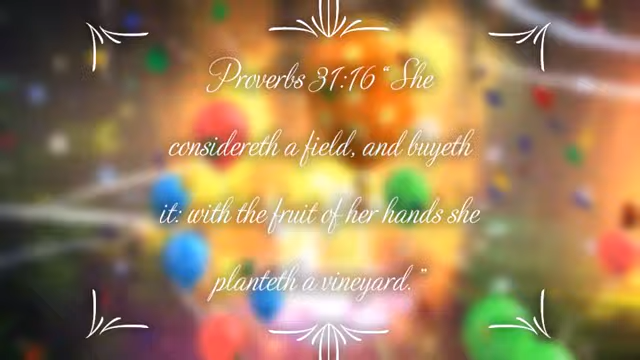 Proverbs 31:16 “She
considereth a field, and buyeth
it: with the fruit of her hands she
planteth a vineyard.”